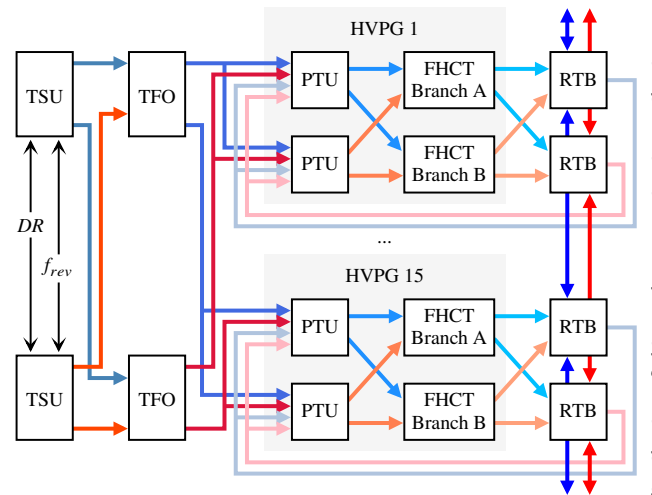 HVPG 1
TSU
TFO
PTU
FHCT
Branch A
RTB
PTU
FHCT
Branch B
RTB
DR
f_rev
...
HVPG 15
TSU
TFO
PTU
FHCT
Branch A
RTB
PTU
FHCT
Branch B
RTB